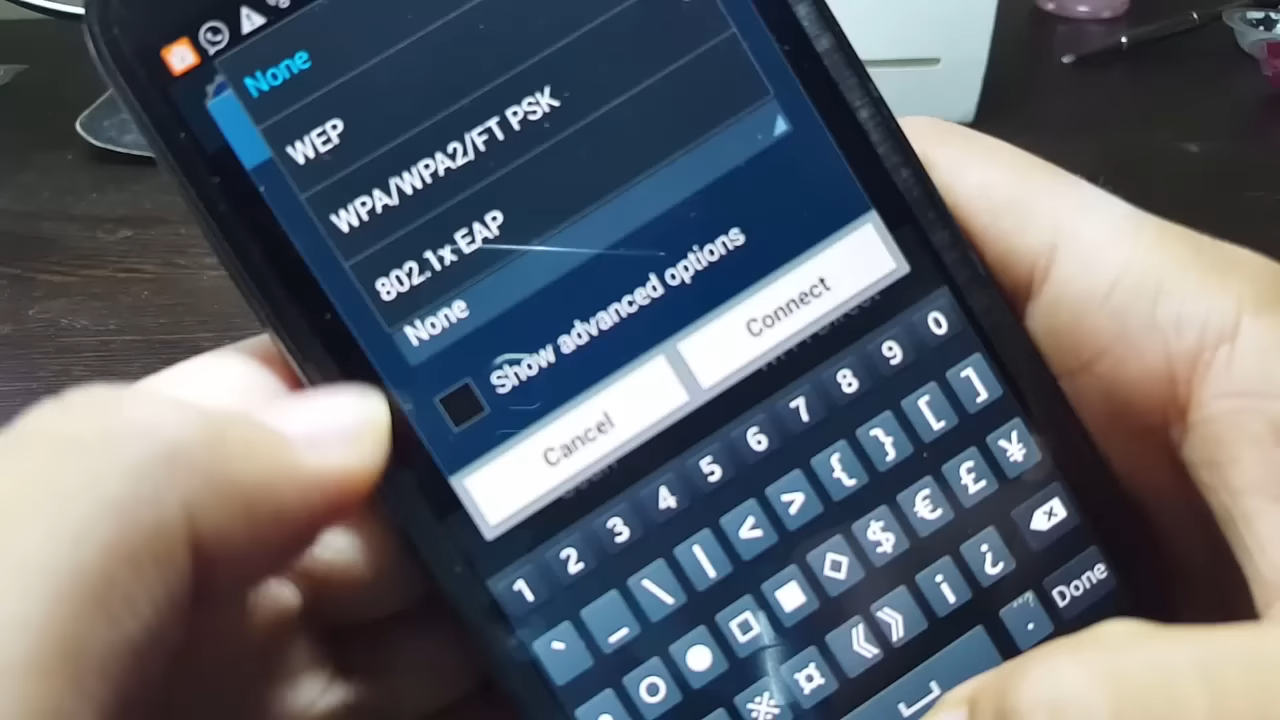 None
WEP
WPA/WPA2/FT PSK
802.1x EAP
None
Show advanced options
Cancel Connect
1 2 3 4 5 6 7 8 9 0
` _ \ | < > { } [ ]
○ ● □ ■ ◇ $ € £ ¥
※ ¤ 《 》 ¡ ¿
Done